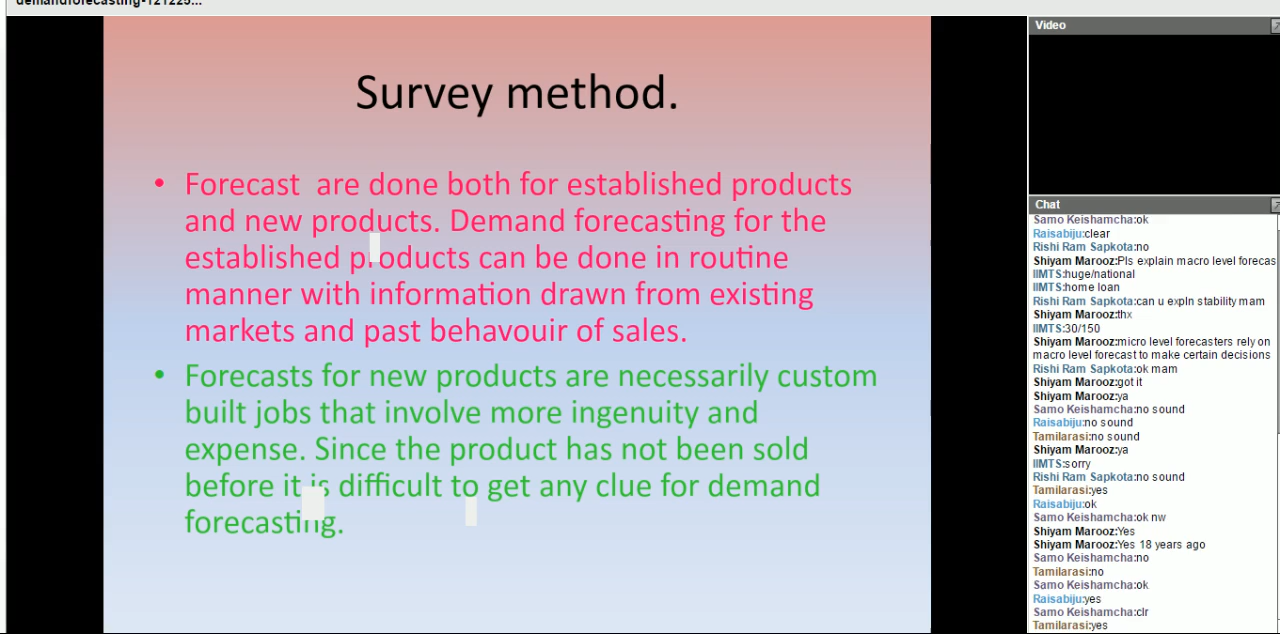 demandforecasting-121225...
Survey method.
• Forecast are done both for established products
and new products. Demand forecasting for the
established products can be done in routine
manner with information drawn from existing
markets and past behavouir of sales.
• Forecasts for new products are necessarily custom
built jobs that involve more ingenuity and
expense. Since the product has not been sold
before it is difficult to get any clue for demand
forecasting.
Video
Chat
Samo Keishamcha:ok
Raisabiju:clear
Rishi Ram Sapkota:no
Shiyam Marooz:Pls explain macro level forecas
IIMTS:huge/national
IIMTS:home loan
Rishi Ram Sapkota:can u expln stability mam
Shiyam Marooz:thx
IIMTS:30/150
Shiyam Marooz:micro level forecasters rely on
macro level forecast to make certain decisions
Rishi Ram Sapkota:ok mam
Shiyam Marooz:got it
Shiyam Marooz:ya
Samo Keishamcha:no sound
Raisabiju:no sound
Tamilarasi:no sound
Shiyam Marooz:ya
IIMTS:sorry
Rishi Ram Sapkota:no sound
Tamilarasi:yes
Raisabiju:ok
Samo Keishamcha:ok nw
Shiyam Marooz:Yes
Shiyam Marooz:Yes 18 years ago
Samo Keishamcha:no
Tamilarasi:no
Samo Keishamcha:ok
Raisabiju:yes
Samo Keishamcha:clr
Tamilarasi:yes